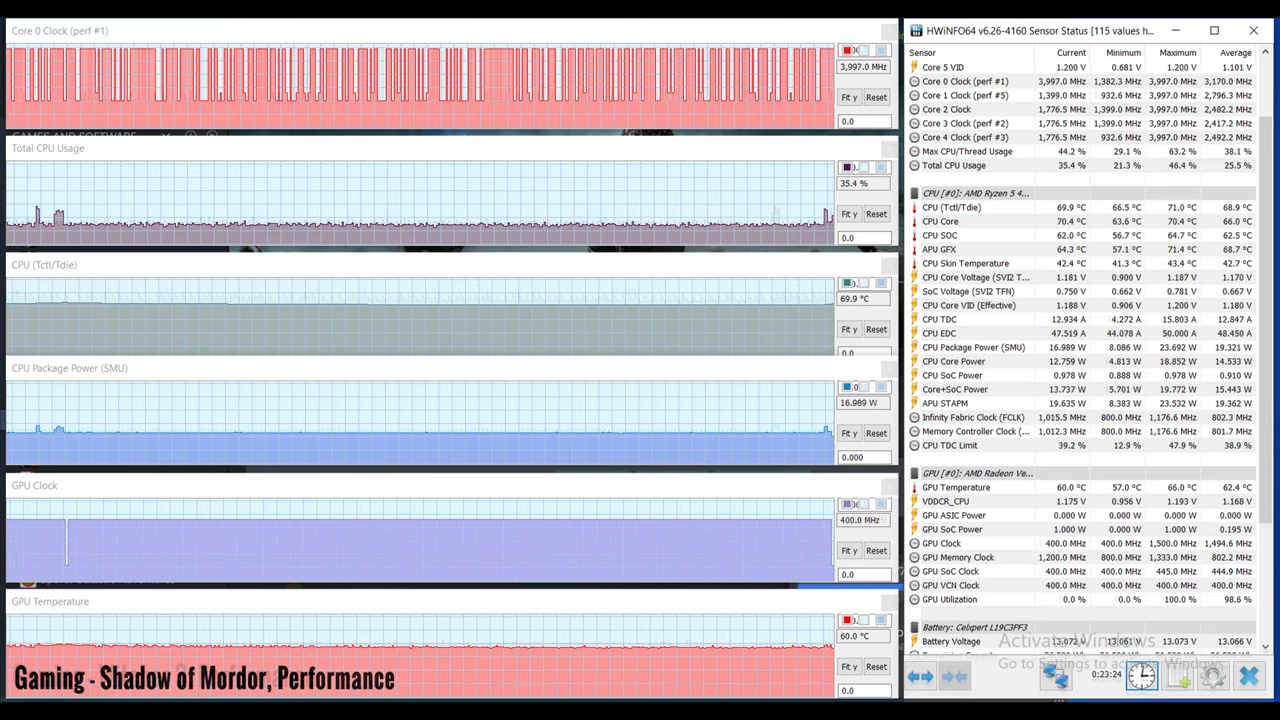 Core 0 Clock (perf #1)
3,997.0 MHz
Fit y Reset
0.0
GAMES AND SOFTWARE
Total CPU Usage
35.4 %
Fit y Reset
0.0
CPU (Tctl/Tdie)
69.9 °C
Fit y Reset
0.0
CPU Package Power (SMU)
16.989 W
Fit y Reset
0.000
GPU Clock
400.0 MHz
Fit y Reset
0.0
GPU Temperature
60.0 °C
Fit y Reset
0.0
Gaming - Shadow of Mordor, Performance
HWiNFO64 v6.26-4160 Sensor Status [115 values h...
Sensor Current Minimum Maximum Average
Core 5 VID 1.200 V 0.681 V 1.200 V 1.101 V
Core 0 Clock (perf #1) 3,997.0 MHz 1,382.3 MHz 3,997.0 MHz 3,170.0 MHz
Core 1 Clock (perf #5) 1,399.0 MHz 932.6 MHz 3,997.0 MHz 2,796.3 MHz
Core 2 Clock 1,776.5 MHz 1,399.0 MHz 3,997.0 MHz 2,482.2 MHz
Core 3 Clock (perf #2) 1,776.5 MHz 1,399.0 MHz 3,997.0 MHz 2,417.2 MHz
Core 4 Clock (perf #3) 1,776.5 MHz 932.6 MHz 3,997.0 MHz 2,492.2 MHz
Max CPU/Thread Usage 44.2 % 29.1 % 63.2 % 38.1 %
Total CPU Usage 35.4 % 21.3 % 46.4 % 25.5 %
CPU [#0]: AMD Ryzen 5 4...
CPU (Tctl/Tdie) 69.9 °C 66.5 °C 71.0 °C 68.9 °C
CPU Core 70.4 °C 63.6 °C 70.4 °C 66.0 °C
CPU SOC 62.0 °C 56.7 °C 64.7 °C 62.5 °C
APU GFX 64.3 °C 57.1 °C 71.4 °C 68.7 °C
CPU Skin Temperature 42.4 °C 41.3 °C 43.4 °C 42.7 °C
CPU Core Voltage (SVI2 T... 1.181 V 0.900 V 1.187 V 1.170 V
SoC Voltage (SVI2 TFN) 0.750 V 0.662 V 0.781 V 0.667 V
CPU Core VID (Effective) 1.188 V 0.906 V 1.200 V 1.180 V
CPU TDC 12.934 A 4.272 A 15.803 A 12.847 A
CPU EDC 47.519 A 44.078 A 50.000 A 48.450 A
CPU Package Power (SMU) 16.989 W 8.086 W 23.692 W 19.321 W
CPU Core Power 12.759 W 4.813 W 18.852 W 14.533 W
CPU SoC Power 0.978 W 0.888 W 0.978 W 0.910 W
Core+SoC Power 13.737 W 5.701 W 19.772 W 15.443 W
APU STAPM 19.635 W 8.383 W 23.532 W 19.362 W
Infinity Fabric Clock (FCLK) 1,015.5 MHz 800.0 MHz 1,176.6 MHz 802.3 MHz
Memory Controller Clock (... 1,012.3 MHz 800.0 MHz 1,176.6 MHz 801.7 MHz
CPU TDC Limit 39.2 % 12.9 % 47.9 % 38.9 %
GPU [#0]: AMD Radeon Ve...
GPU Temperature 60.0 °C 57.0 °C 66.0 °C 62.4 °C
VDDCR_CPU 1.175 V 0.956 V 1.193 V 1.168 V
GPU ASIC Power 0.000 W 0.000 W 0.000 W 0.000 W
GPU SoC Power 1.000 W 0.000 W 1.000 W 0.195 W
GPU Clock 400.0 MHz 400.0 MHz 1,500.0 MHz 1,494.6 MHz
GPU Memory Clock 1,200.0 MHz 800.0 MHz 1,333.0 MHz 802.2 MHz
GPU SoC Clock 400.0 MHz 400.0 MHz 445.0 MHz 444.9 MHz
GPU VCN Clock 400.0 MHz 400.0 MHz 400.0 MHz 400.0 MHz
GPU Utilization 0.0 % 0.0 % 100.0 % 98.6 %
Battery: Celxpert L19C3PF3
Battery Voltage 13.072 V 13.061 V 13.073 V 13.066 V
Activate Windows
Go to Settings to activate Windows.
0:23:24